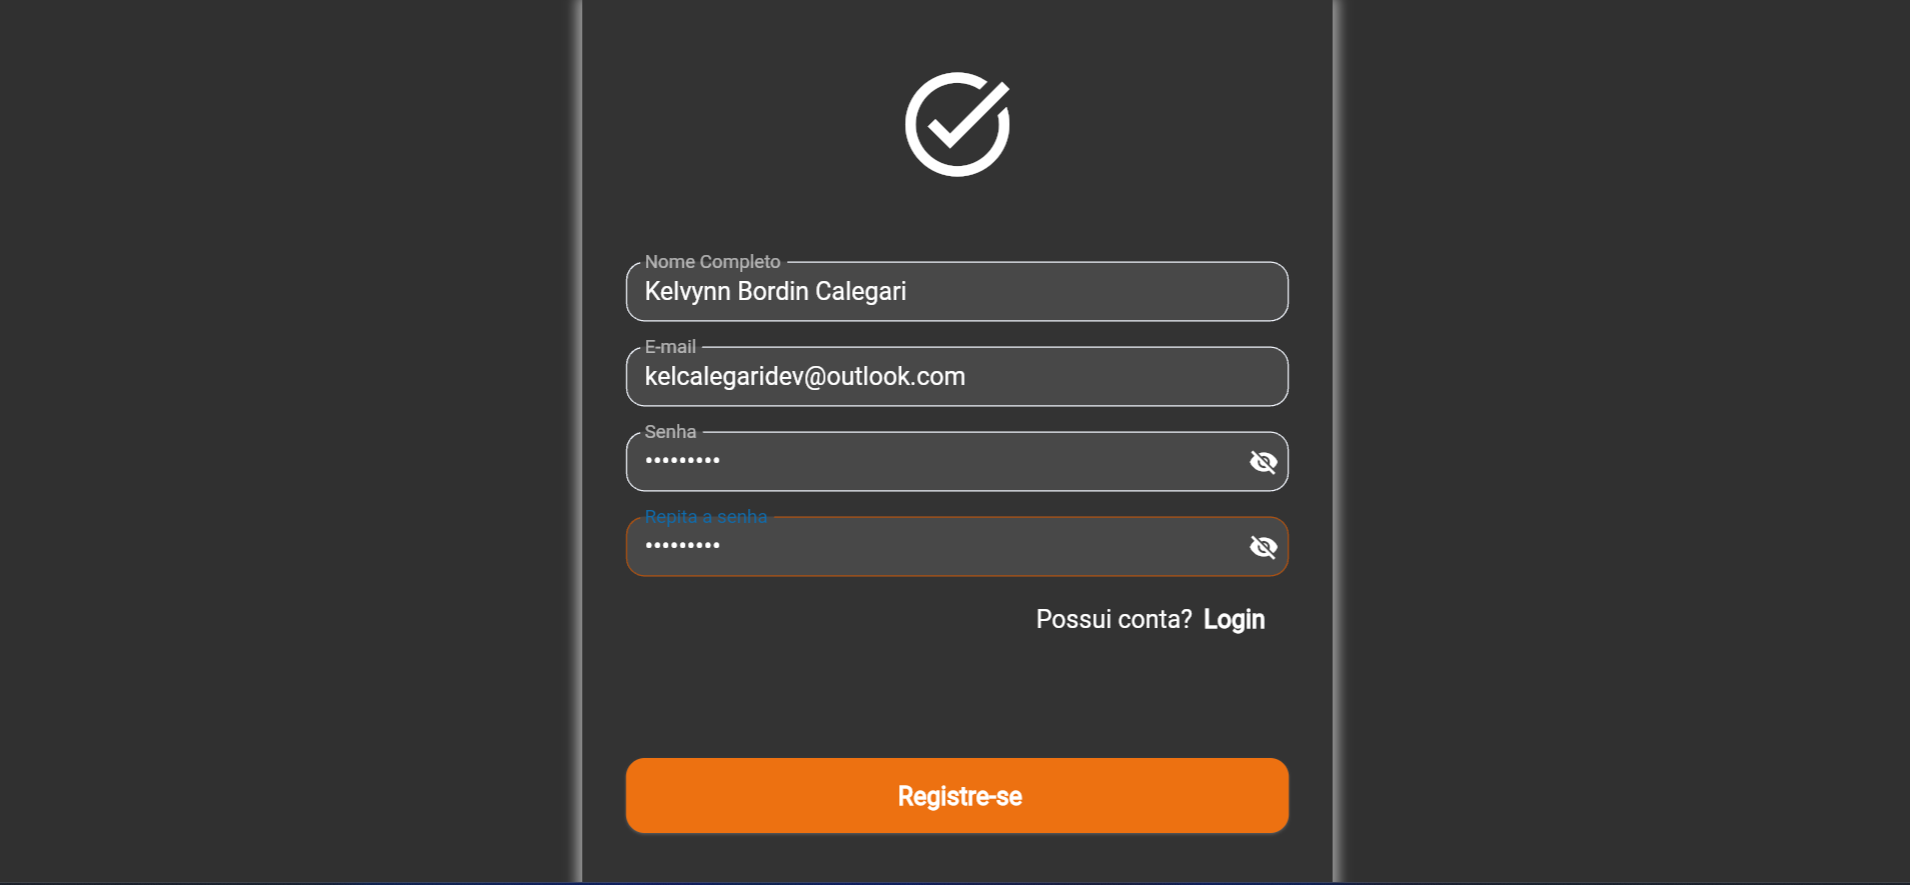 Nome Completo
Kelvynn Bordin Calegari
E-mail
kelcalegaridev@outlook.com
Senha
•••••••••
Repita a senha
•••••••••
Possui conta? Login
Registre-se